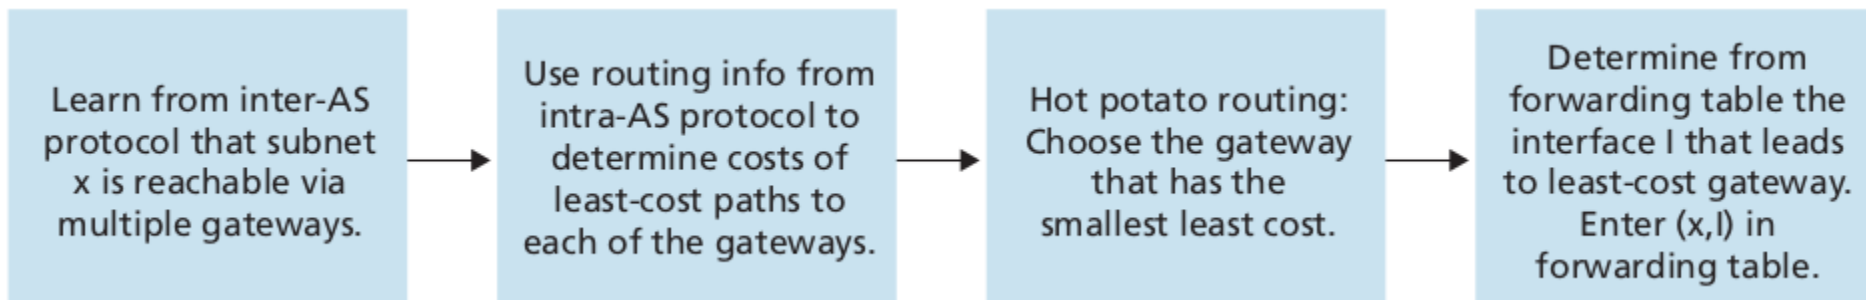 Learn from inter-AS
protocol that subnet
x is reachable via
multiple gateways.
Use routing info from
intra-AS protocol to
determine costs of
least-cost paths to
each of the gateways.
Hot potato routing:
Choose the gateway
that has the
smallest least cost.
Determine from
forwarding table the
interface I that leads
to least-cost gateway.
Enter (x,I) in
forwarding table.